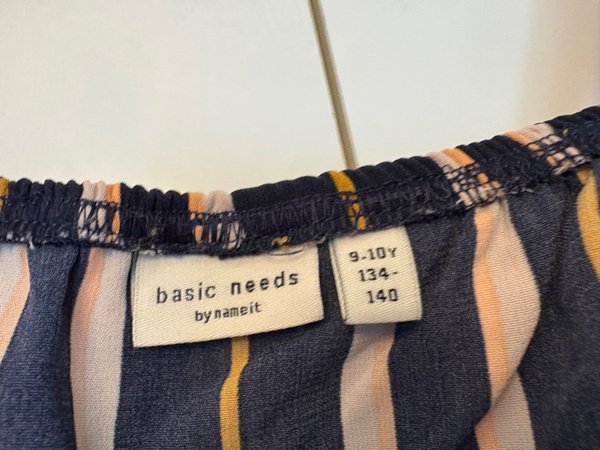 basic needs
by nameit
9-10Y
134-
140